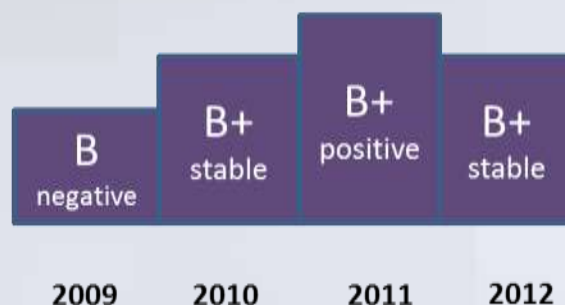 B
negative
B+
stable
B+
positive
B+
stable
2009 2010 2011 2012